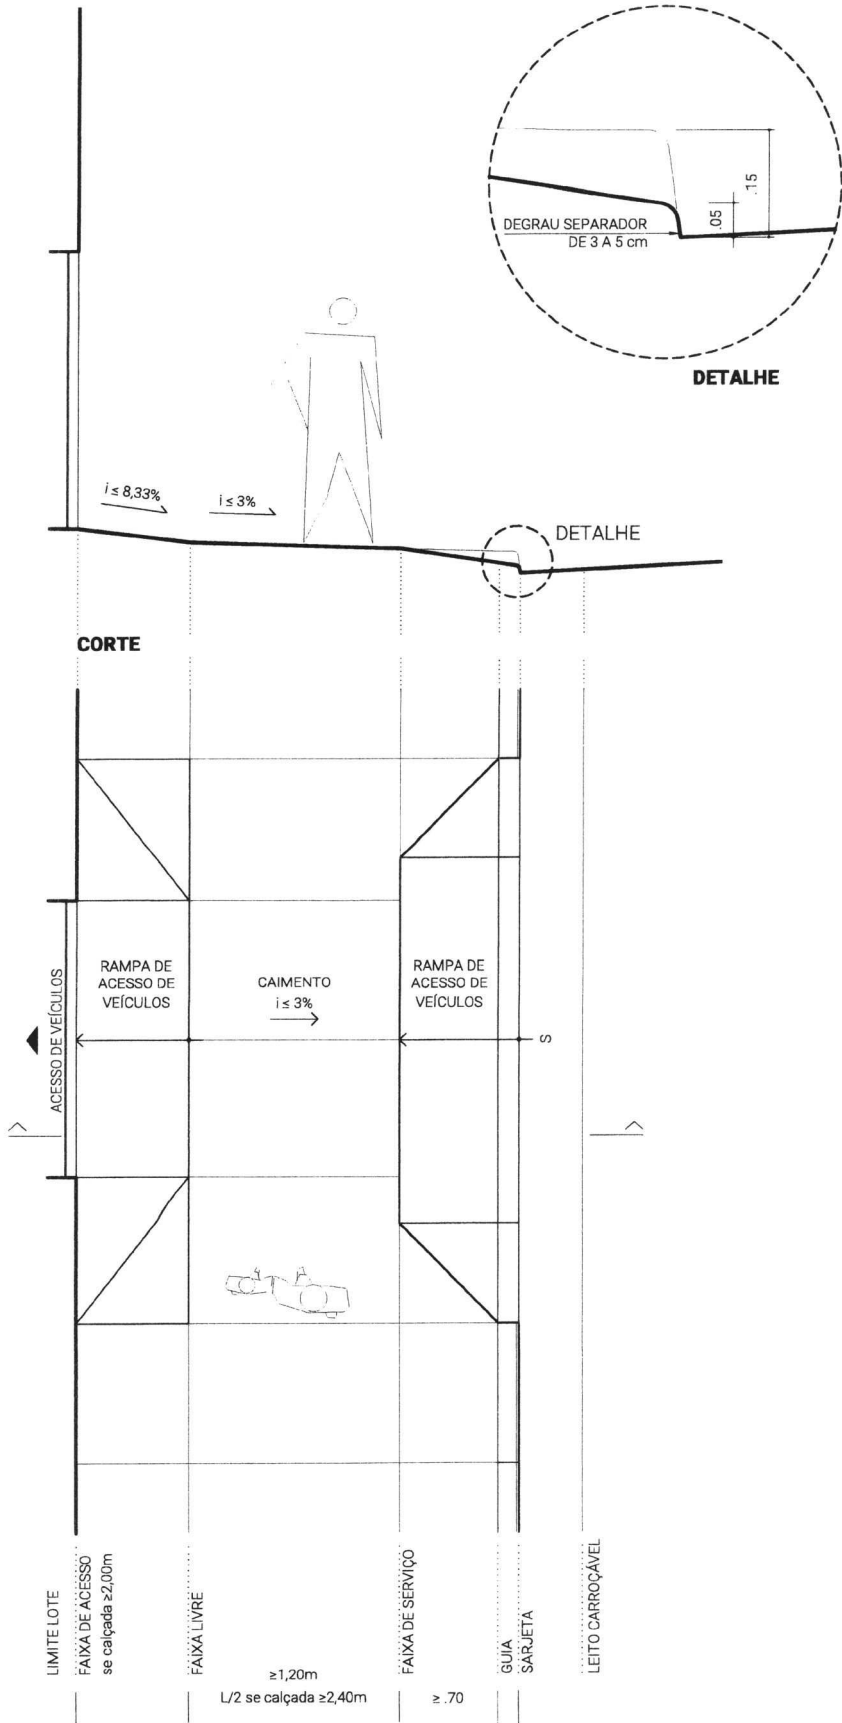 .15
.05
DEGRAU SEPARADOR
DE 3 A 5 cm
DETALHE
i ≤ 8,33%
i ≤ 3%
DETALHE
CORTE
ACESSO DE VEÍCULOS
RAMPA DE
ACESSO DE
VEÍCULOS
CAIMENTO
i ≤ 3%
RAMPA DE
ACESSO DE
VEÍCULOS
S
LIMITE LOTE
FAIXA DE ACESSO
se calçada ≥2,00m
FAIXA LIVRE
FAIXA DE SERVIÇO
GUIA
SARJETA
LEITO CARROÇÁVEL
≥1,20m
L/2 se calçada ≥2,40m
≥ .70